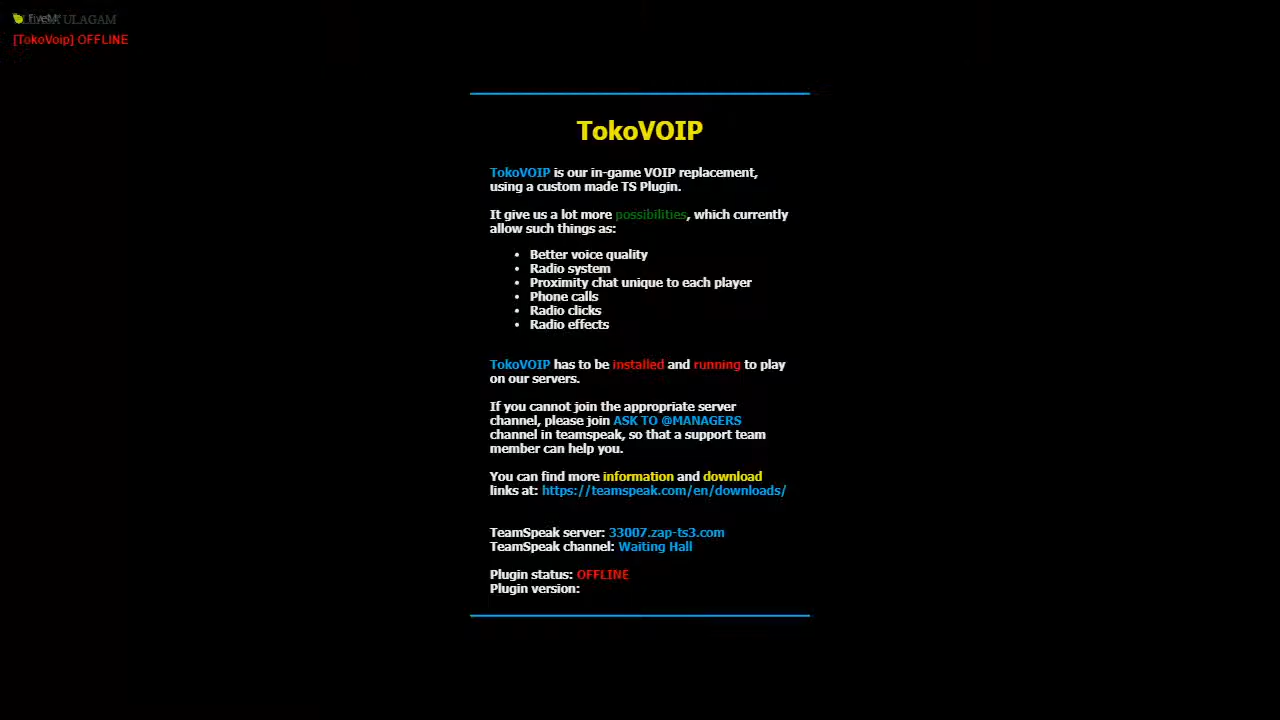 FiveM
ULAGAM
[TokoVoip] OFFLINE
TokoVOIP
TokoVOIP is our in-game VOIP replacement,
using a custom made TS Plugin.
It give us a lot more possibilities, which currently
allow such things as:
• Better voice quality
• Radio system
• Proximity chat unique to each player
• Phone calls
• Radio clicks
• Radio effects
TokoVOIP has to be installed and running to play
on our servers.
If you cannot join the appropriate server
channel, please join ASK TO @MANAGERS
channel in teamspeak, so that a support team
member can help you.
You can find more information and download
links at: https://teamspeak.com/en/downloads/
TeamSpeak server: 33007.zap-ts3.com
TeamSpeak channel: Waiting Hall
Plugin status: OFFLINE
Plugin version: